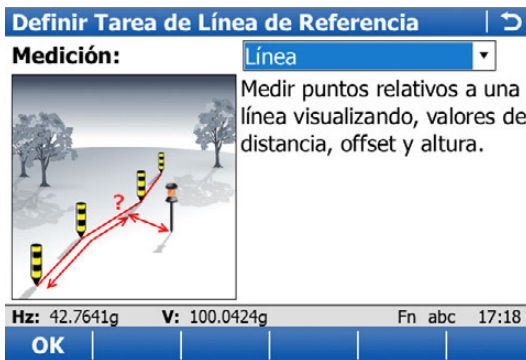 Definir Tarea de Línea de Referencia
Medición:
Línea
Medir puntos relativos a una
línea visualizando, valores de
distancia, offset y altura.
?
Hz: 42.7641g V: 100.0424g Fn abc 17:18
OK